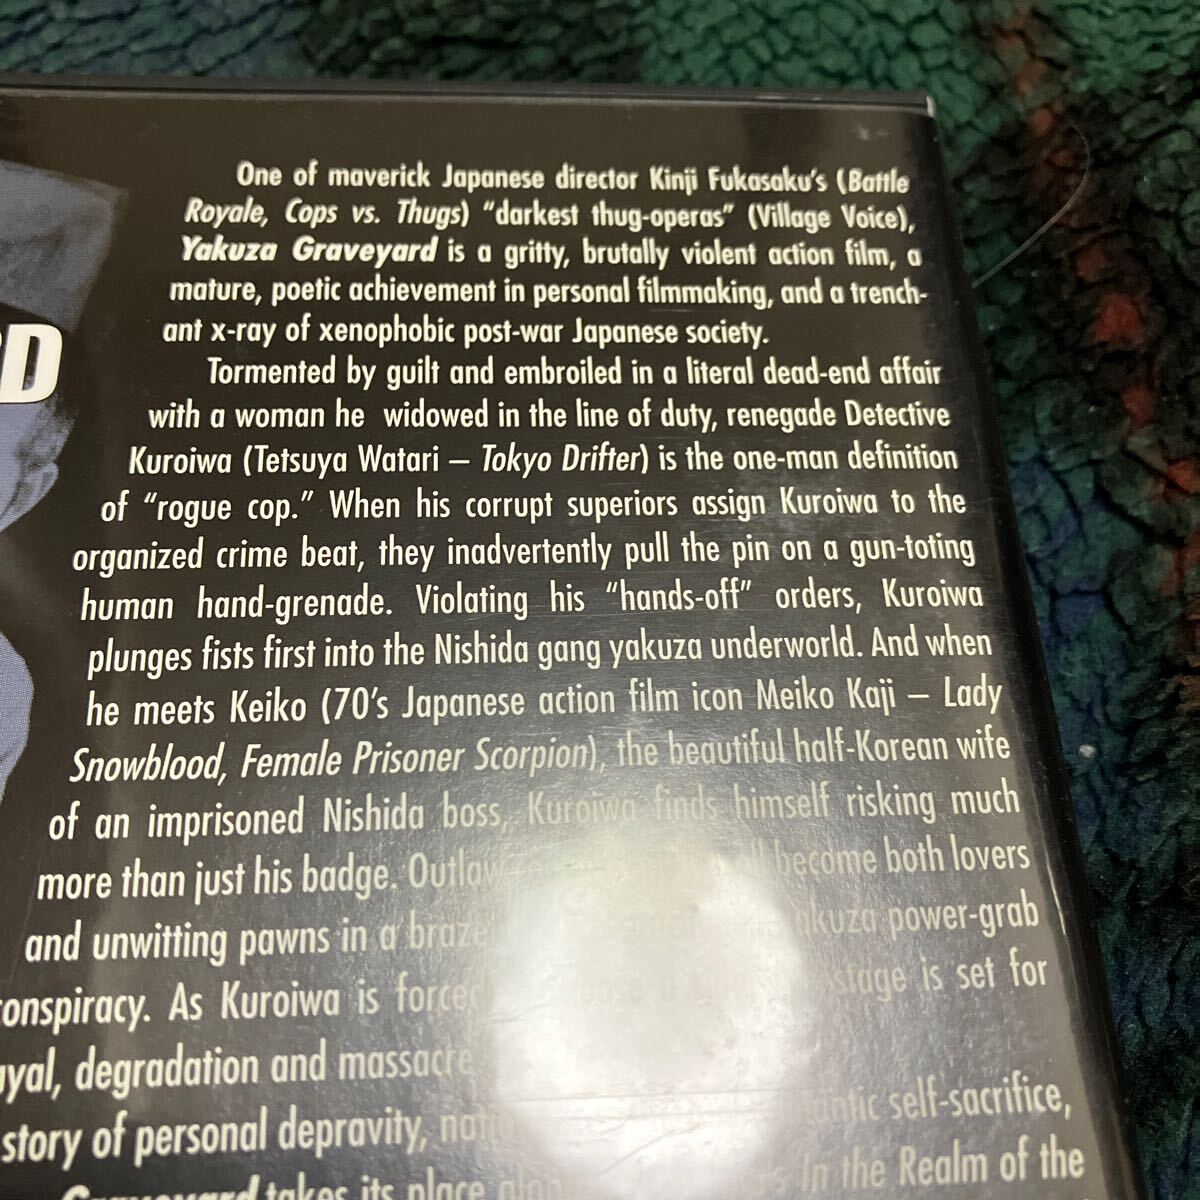 One of maverick Japanese director Kinji Fukasaku's (Battle
Royale, Cops vs. Thugs) "darkest thug-operas" (Village Voice),
Yakuza Graveyard is a gritty, brutally violent action film, a
mature, poetic achievement in personal filmmaking, and a trench-
ant x-ray of xenophobic post-war Japanese society.
Tormented by guilt and embroiled in a literal dead-end affair
with a woman he widowed in the line of duty, renegade Detective
Kuroiwa (Tetsuya Watari – Tokyo Drifter) is the one-man definition
of "rogue cop." When his corrupt superiors assign Kuroiwa to the
organized crime beat, they inadvertently pull the pin on a gun-toting
human hand-grenade. Violating his "hands-off" orders, Kuroiwa
plunges fists first into the Nishida gang yakuza underworld. And when
he meets Keiko (70's Japanese action film icon Meiko Kaji – Lady
Snowblood, Female Prisoner Scorpion), the beautiful half-Korean wife
of an imprisoned Nishida boss, Kuroiwa finds himself risking much
more than just his badge. Outlaw become both lovers
and unwitting pawns in a power-grab
conspiracy. As Kuroiwa is forced stage is set for
degradation and massacre
story of personal depravity, self-sacrifice,
Graveyard takes its place In the Realm of the